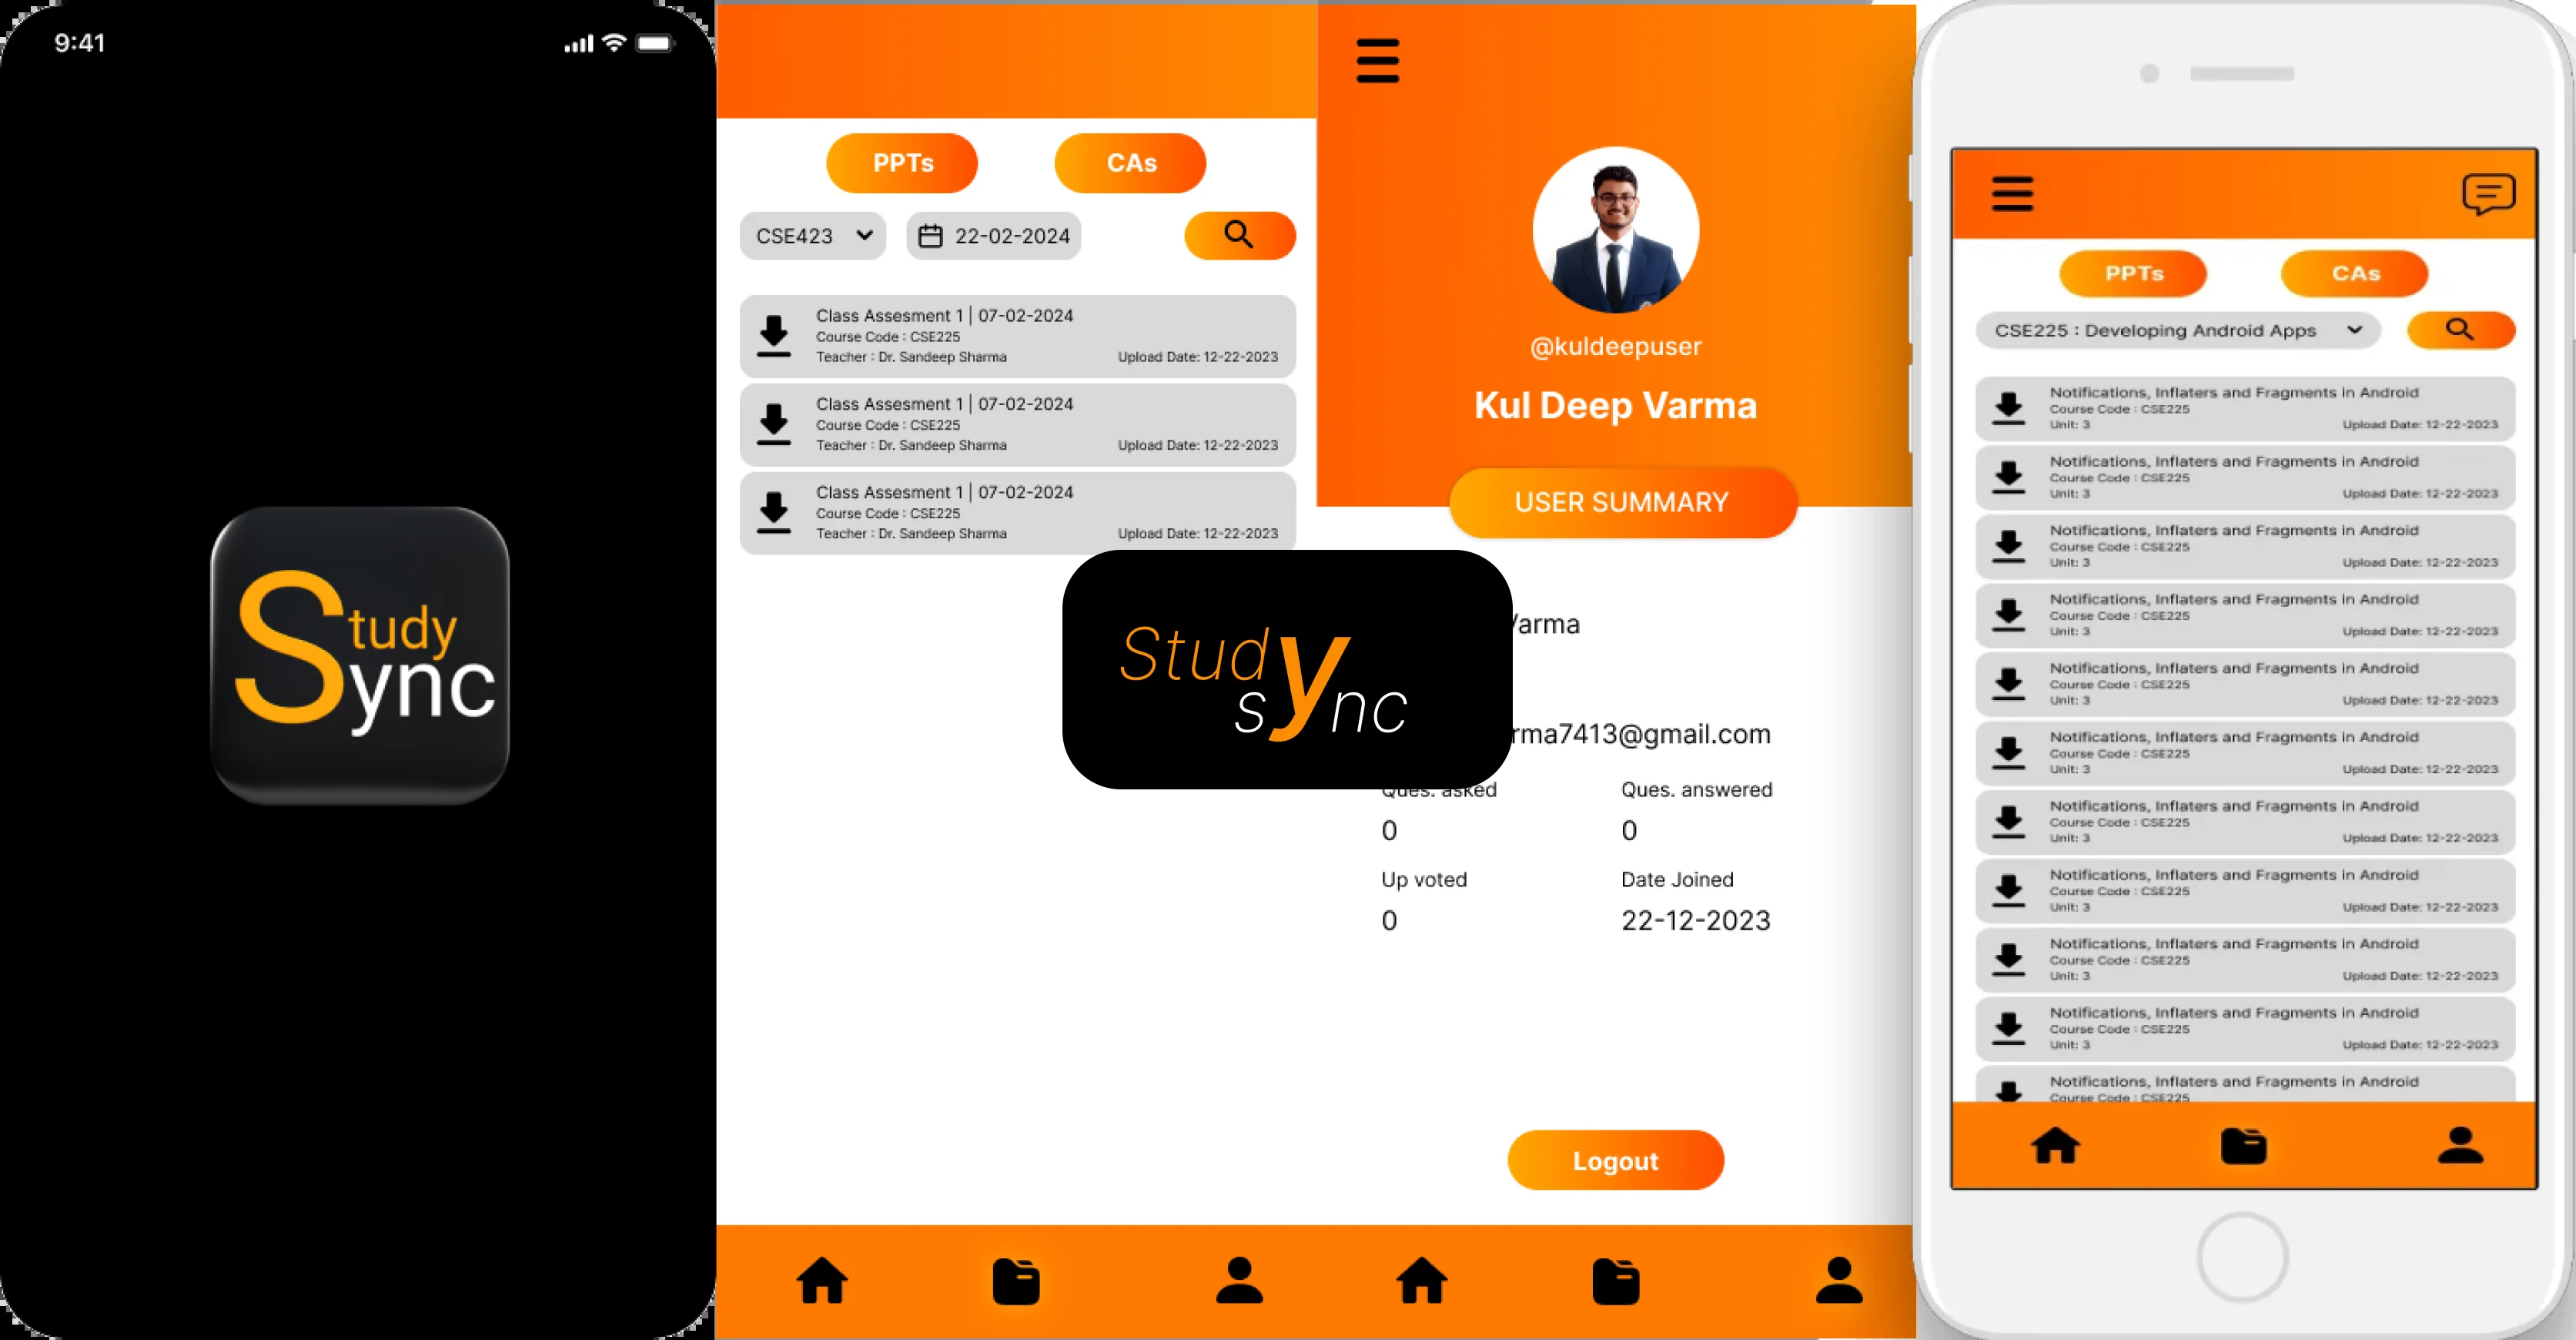 9:41
Study
Sync
PPTs CAs
CSE423 22-02-2024
Class Assesment 1 | 07-02-2024
Course Code : CSE225
Teacher : Dr. Sandeep Sharma Upload Date: 12-22-2023
Class Assesment 1 | 07-02-2024
Course Code : CSE225
Teacher : Dr. Sandeep Sharma Upload Date: 12-22-2023
Class Assesment 1 | 07-02-2024
Course Code : CSE225
Teacher : Dr. Sandeep Sharma Upload Date: 12-22-2023
Study
sync
@kuldeepuser
Kul Deep Varma
USER SUMMARY
Varma
rma7413@gmail.com
Ques. asked Ques. answered
0 0
Up voted Date Joined
0 22-12-2023
Logout
PPTs CAs
CSE225 : Developing Android Apps
Notifications, Inflaters and Fragments in Android
Course Code : CSE225
Unit: 3 Upload Date: 12-22-2023
Notifications, Inflaters and Fragments in Android
Course Code : CSE225
Unit: 3 Upload Date: 12-22-2023
Notifications, Inflaters and Fragments in Android
Course Code : CSE225
Unit: 3 Upload Date: 12-22-2023
Notifications, Inflaters and Fragments in Android
Course Code : CSE225
Unit: 3 Upload Date: 12-22-2023
Notifications, Inflaters and Fragments in Android
Course Code : CSE225
Unit: 3 Upload Date: 12-22-2023
Notifications, Inflaters and Fragments in Android
Course Code : CSE225
Unit: 3 Upload Date: 12-22-2023
Notifications, Inflaters and Fragments in Android
Course Code : CSE225
Unit: 3 Upload Date: 12-22-2023
Notifications, Inflaters and Fragments in Android
Course Code : CSE225
Unit: 3 Upload Date: 12-22-2023
Notifications, Inflaters and Fragments in Android
Course Code : CSE225
Unit: 3 Upload Date: 12-22-2023
Notifications, Inflaters and Fragments in Android
Course Code : CSE225
Unit: 3 Upload Date: 12-22-2023
Notifications, Inflaters and Fragments in Android
Course Code : CSE225